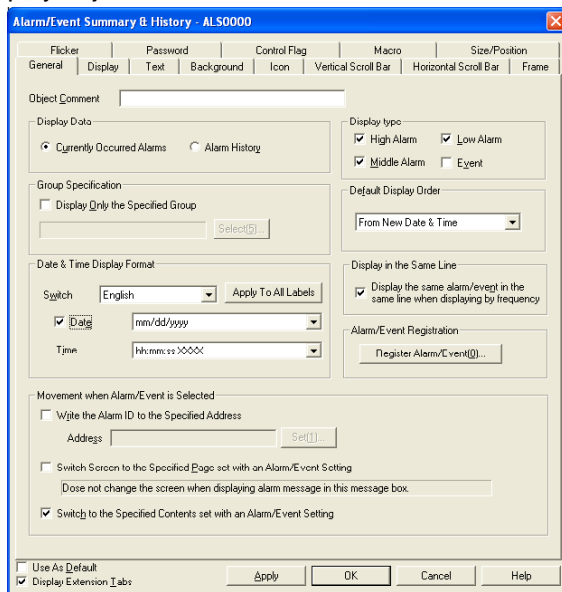 Alarm/Event Summary & History - ALS0000
Flicker Password Control Flag Macro Size/Position
General Display Text Background Icon Vertical Scroll Bar Horizontal Scroll Bar Frame
Object Comment
Display Data
Currently Occurred Alarms Alarm History
Display type
High Alarm Low Alarm
Middle Alarm Event
Group Specification
Display Only the Specified Group
Select[5]...
Default Display Order
From New Date & Time
Date & Time Display Format
Switch English Apply To All Labels
Date mm/dd/yyyy
Time hh:mm:ss XXXX
Display in the Same Line
Display the same alarm/event in the
same line when displaying by frequency
Alarm/Event Registration
Register Alarm/Event(0)...
Movement when Alarm/Event is Selected
Write the Alarm ID to the Specified Address
Address Set(1)...
Switch Screen to the Specified Page set with an Alarm/Event Setting
Dose not change the screen when displaying alarm message in this message box.
Switch to the Specified Contents set with an Alarm/Event Setting
Use As Default
Display Extension Tabs
Apply OK Cancel Help